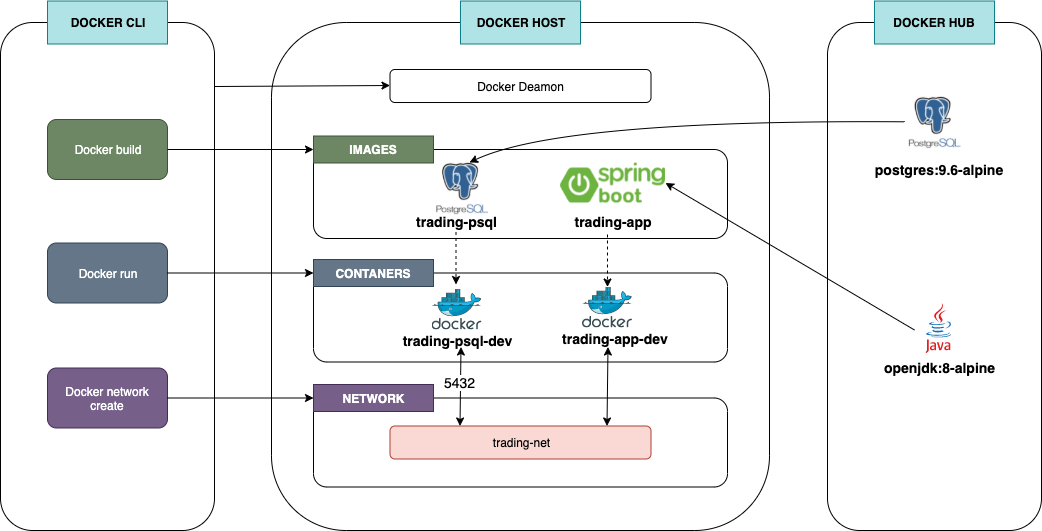 DOCKER CLI
DOCKER HOST
DOCKER HUB
Docker Deamon
Docker build
IMAGES
PostgreSQL
trading-psql
spring
boot
trading-app
PostgreSQL
postgres:9.6-alpine
Docker run
CONTANERS
docker
trading-psql-dev
docker
trading-app-dev
Java
openjdk:8-alpine
5432
Docker network
create
NETWORK
trading-net